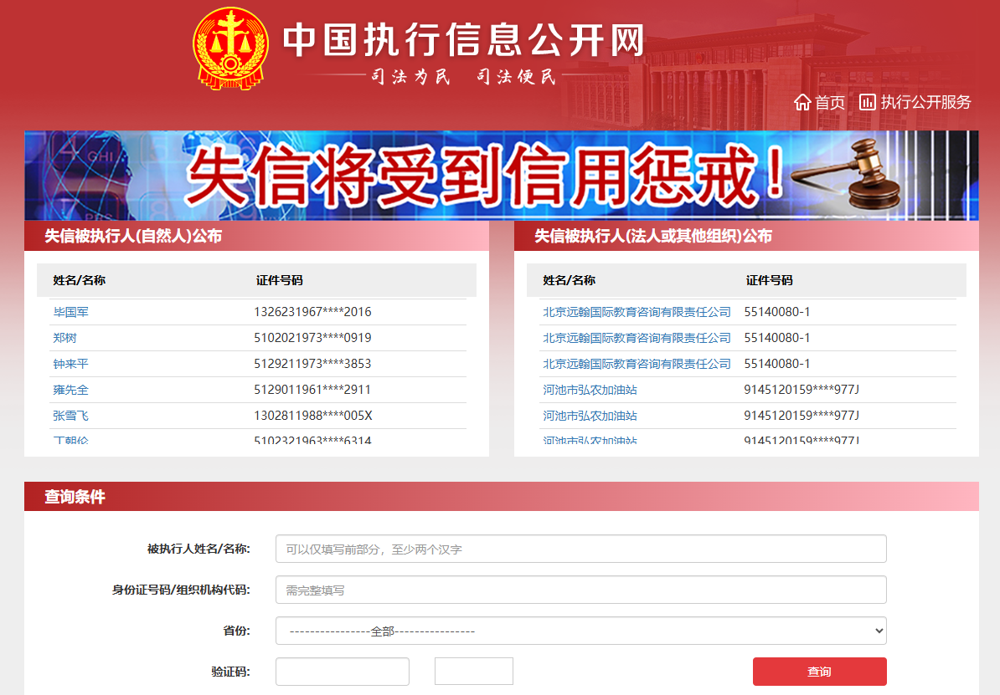 中国执行信息公开网
司法为民 司法便民
首页 执行公开服务
失信将受到信用惩戒！
失信被执行人(自然人)公布
姓名/名称 证件号码
毕国军 1326231967****2016
郑树 5102021973****0919
钟来平 5129211973****3853
雍先全 5129011961****2911
张雪飞 1302811988****005X
丁朝伦 5102321963****6314
失信被执行人(法人或其他组织)公布
姓名/名称 证件号码
北京远翰国际教育咨询有限责任公司 55140080-1
北京远翰国际教育咨询有限责任公司 55140080-1
北京远翰国际教育咨询有限责任公司 55140080-1
河池市弘农加油站 9145120159****977J
河池市弘农加油站 9145120159****977J
河池市弘农加油站 9145120159****977J
查询条件
被执行人姓名/名称: 可以仅填写前部分，至少两个汉字
身份证号码/组织机构代码: 需完整填写
省份: ----------------全部----------------
验证码: 查询